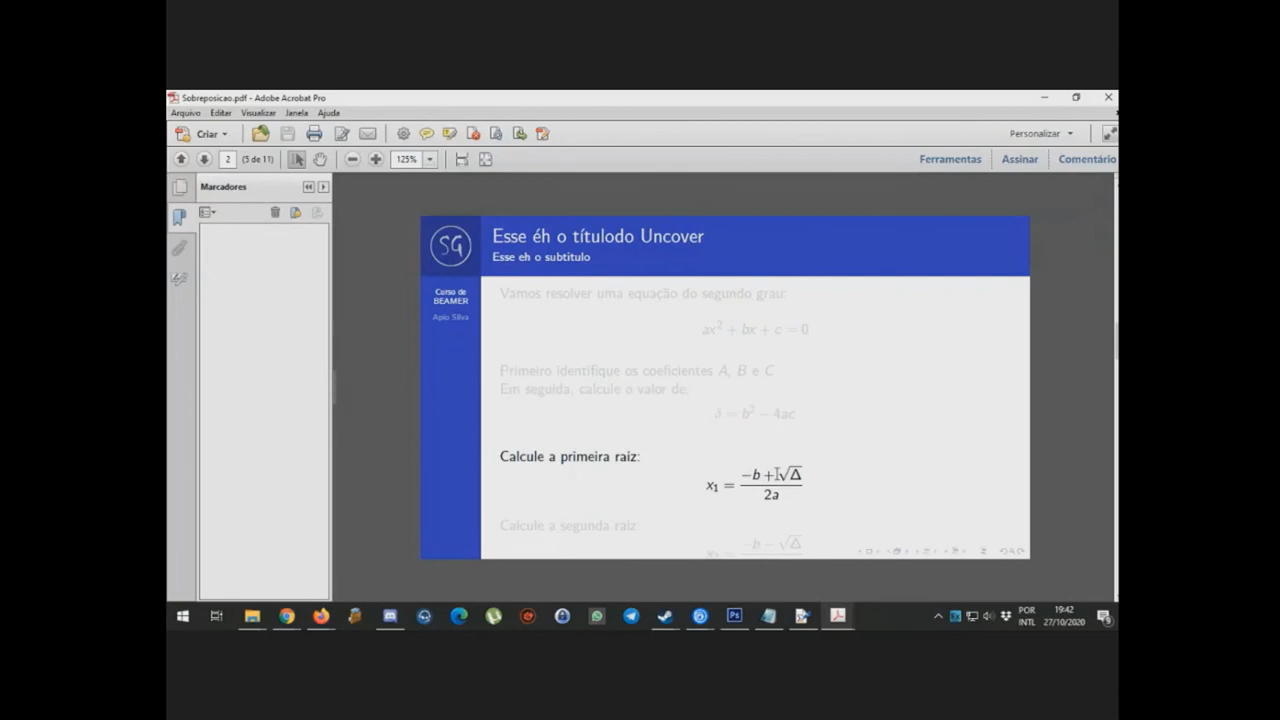 Sobreposicao.pdf - Adobe Acrobat Pro
Arquivo Editar Visualizar Janela Ajuda
Criar
Personalizar
2 (5 de 11) 125%
Ferramentas Assinar Comentário
Marcadores
SG
Esse éh o títulodo Uncover
Esse eh o subtitulo
Curso de
BEAMER
Apio Silva
Vamos resolver uma equação do segundo grau:
ax² + bx + c = 0
Primeiro identifique os coeficientes A, B e C
Em seguida, calcule o valor de,
δ = b² − 4ac
Calcule a primeira raiz:
x₁ = (−b + √Δ) / 2a
Calcule a segunda raiz:
−b − √Δ
Ps
POR
INTL
19:42
27/10/2020